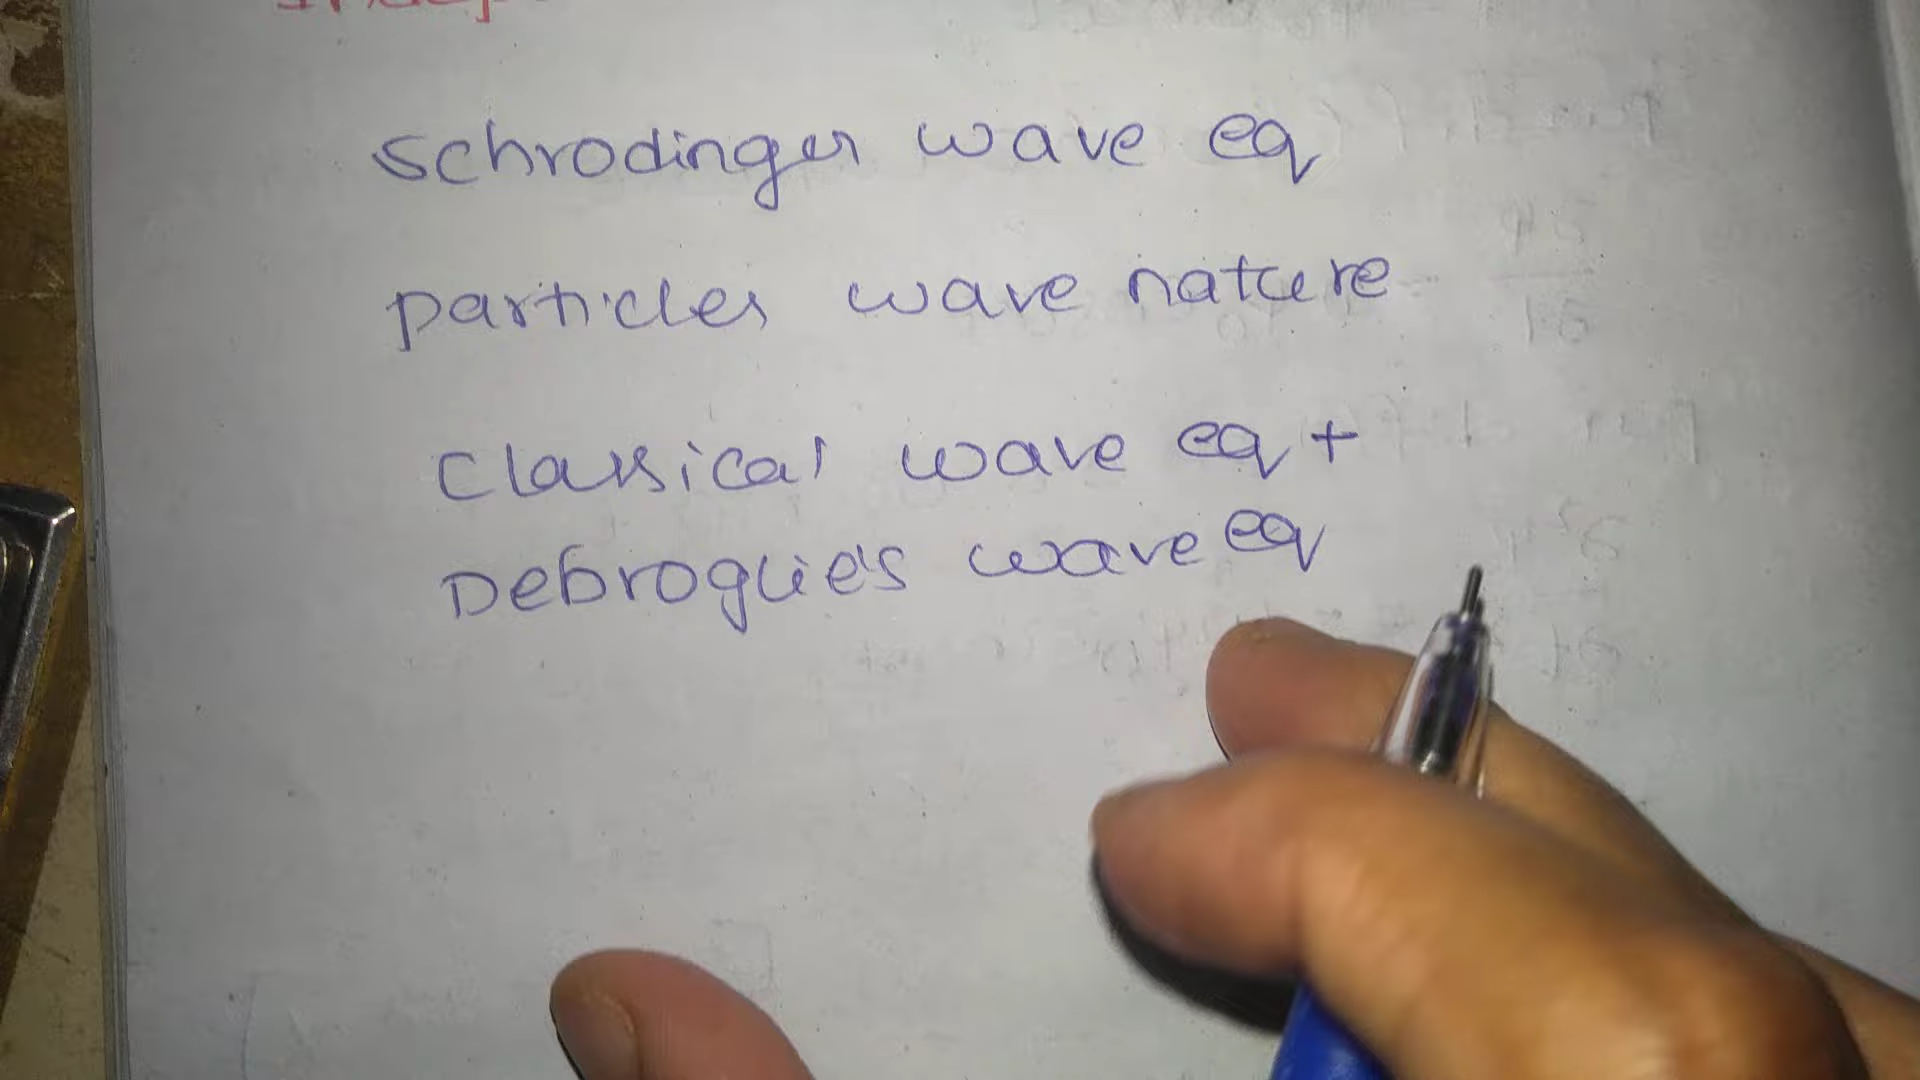 Schrodinger wave eq
particles wave nature
Classical wave eq +
Debroglie's wave eq